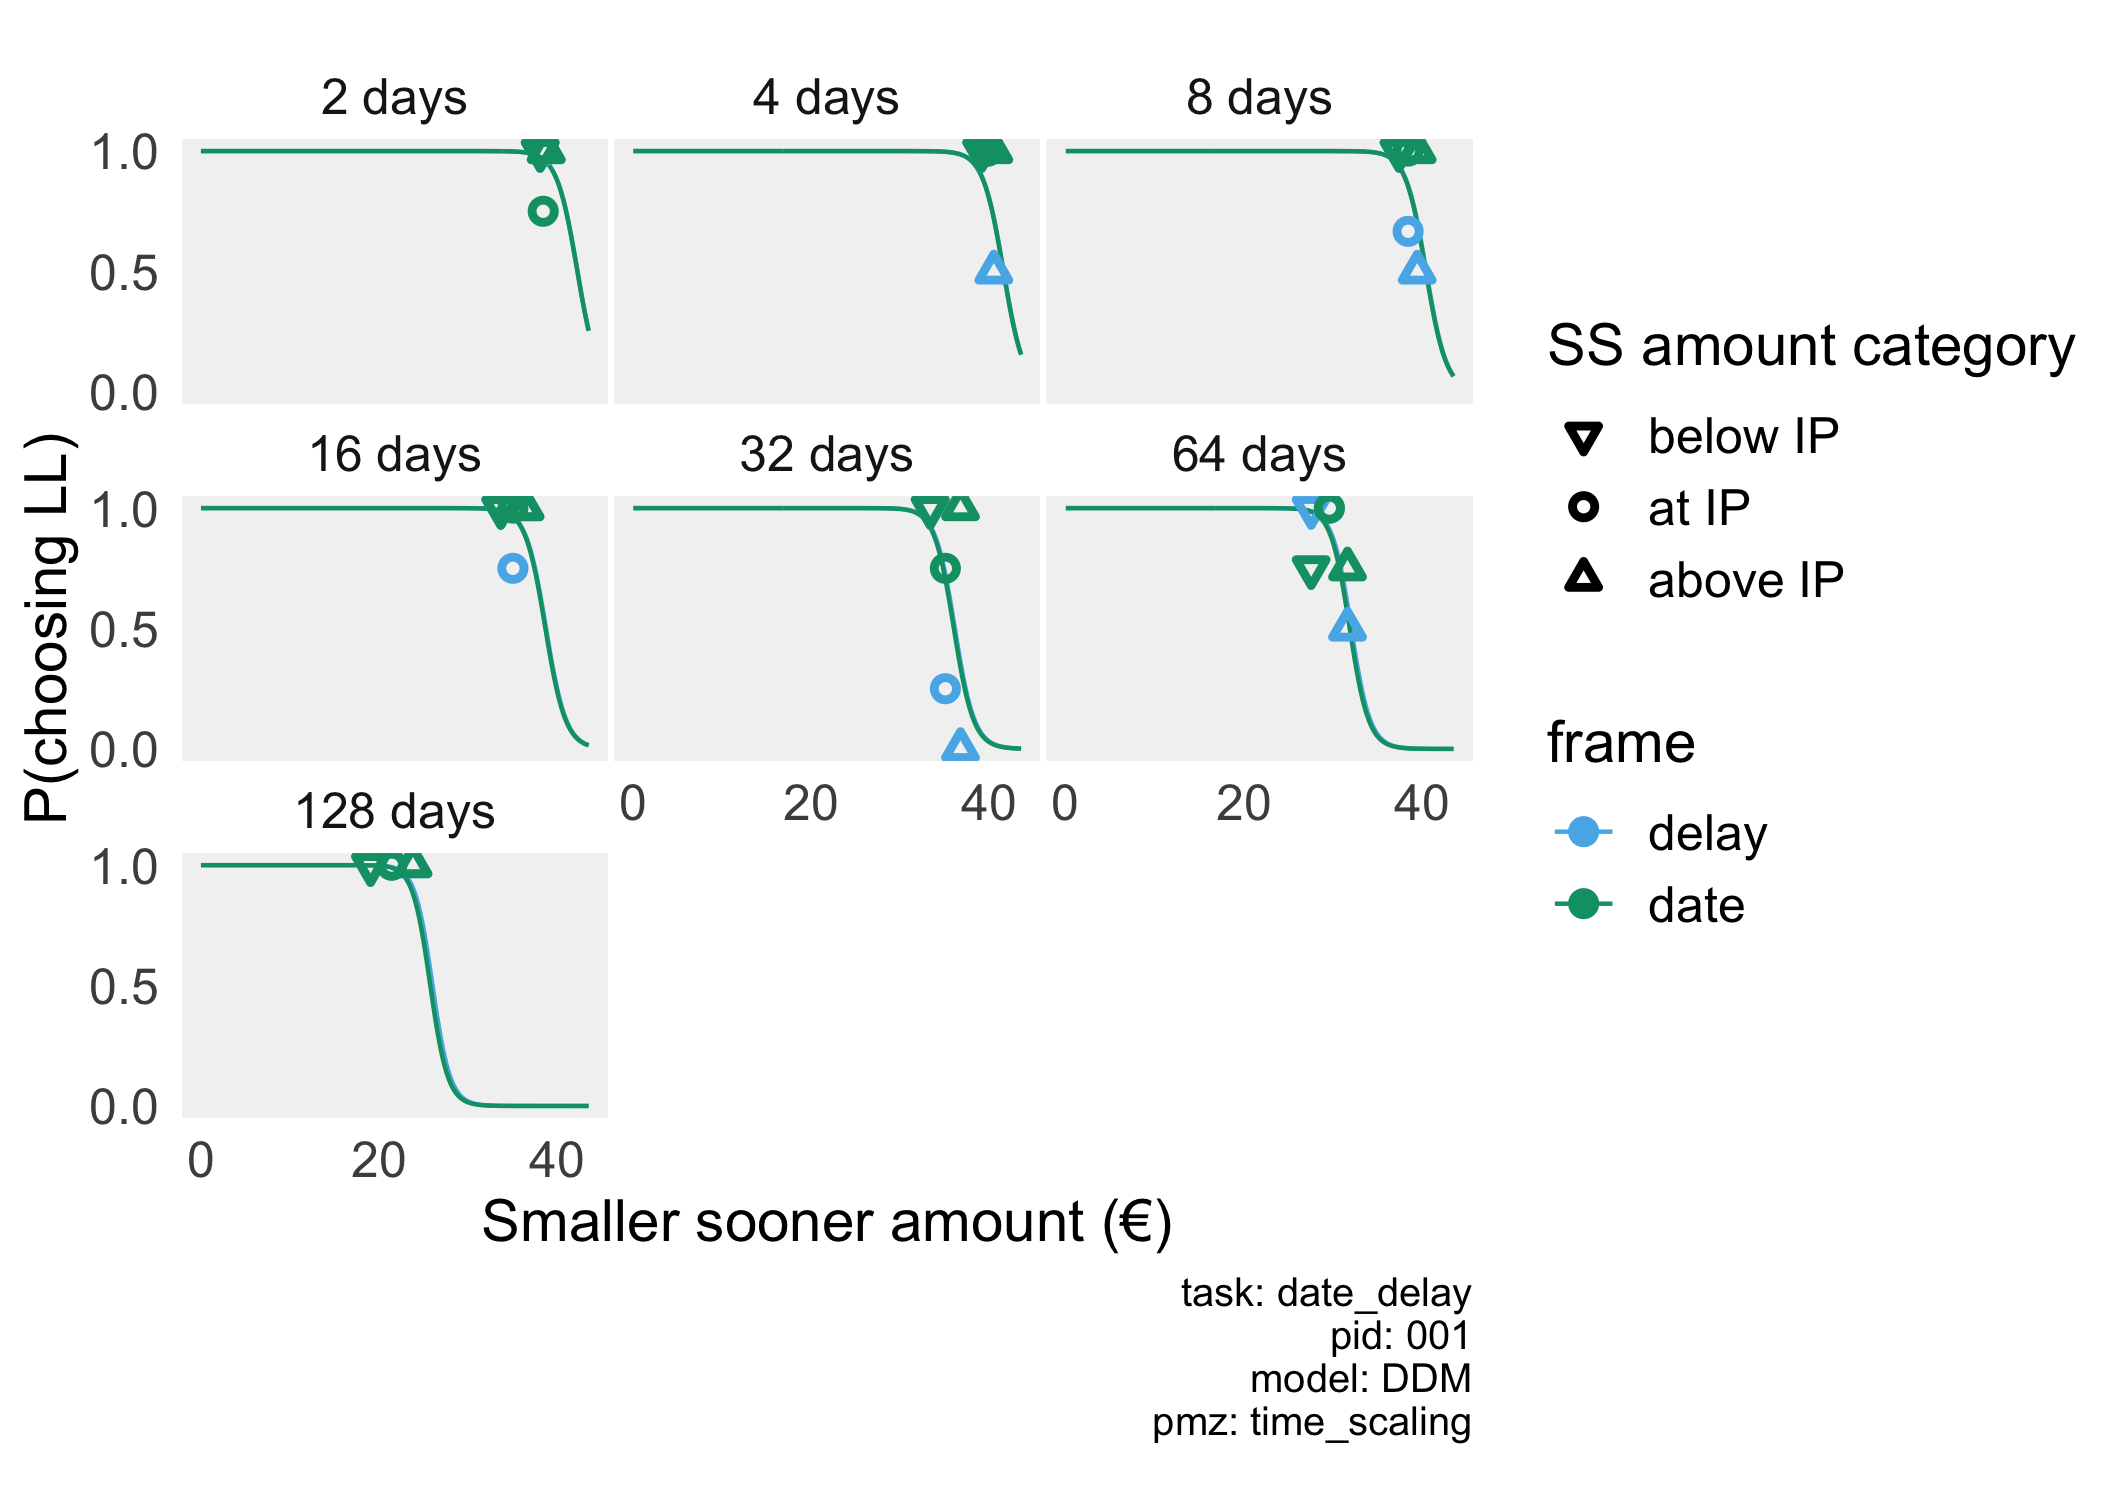 2 days
4 days
8 days
1.0
0.5
0.0
16 days
32 days
64 days
1.0
0.5
0.0
0 20 40
0 20 40
128 days
1.0
0.5
0.0
0 20 40
P(choosing LL)
Smaller sooner amount (€)
SS amount category
below IP
at IP
above IP
frame
delay
date
task: date_delay
pid: 001
model: DDM
pmz: time_scaling